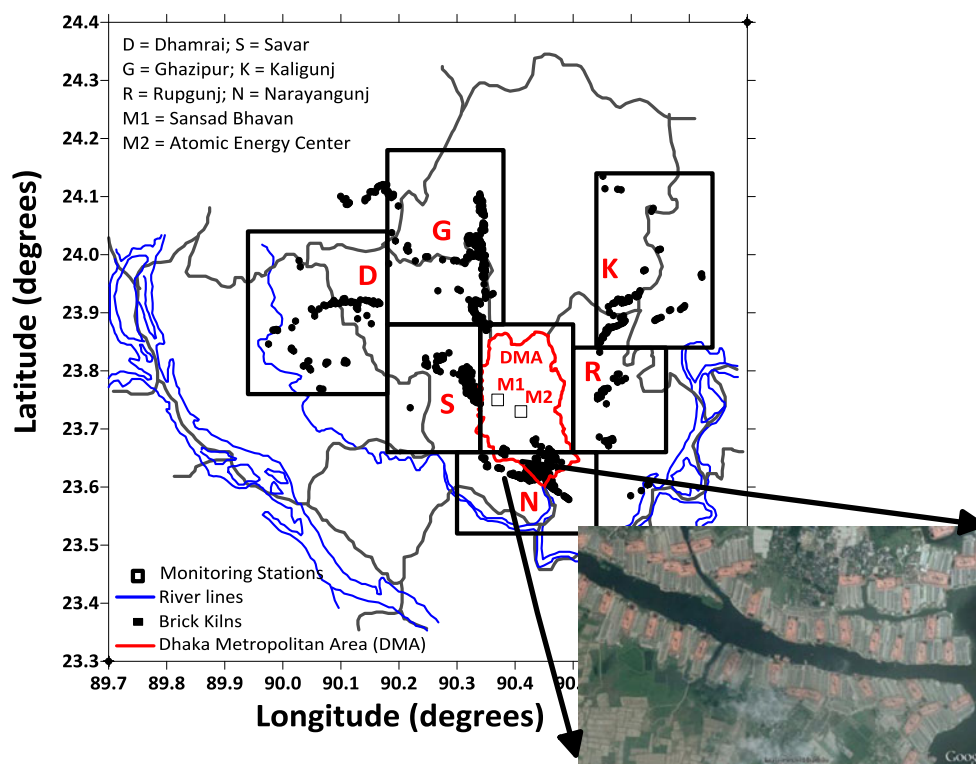 24.4
D = Dhamrai; S = Savar
24.3
G = Ghazipur; K = Kaligunj
R = Rupgunj; N = Narayangunj
24.2
M1 = Sansad Bhavan
M2 = Atomic Energy Center
24.1
G
24.0
K
D
23.9
DMA
23.8
R
M1
M2
S
23.7
23.6
N
23.5
Monitoring Stations
River lines
23.4
Brick Kilns
Dhaka Metropolitan Area (DMA)
23.3
89.7 89.8 89.9 90.0 90.1 90.2 90.3 90.4 90.
Longitude (degrees)
Latitude (degrees)
Goog